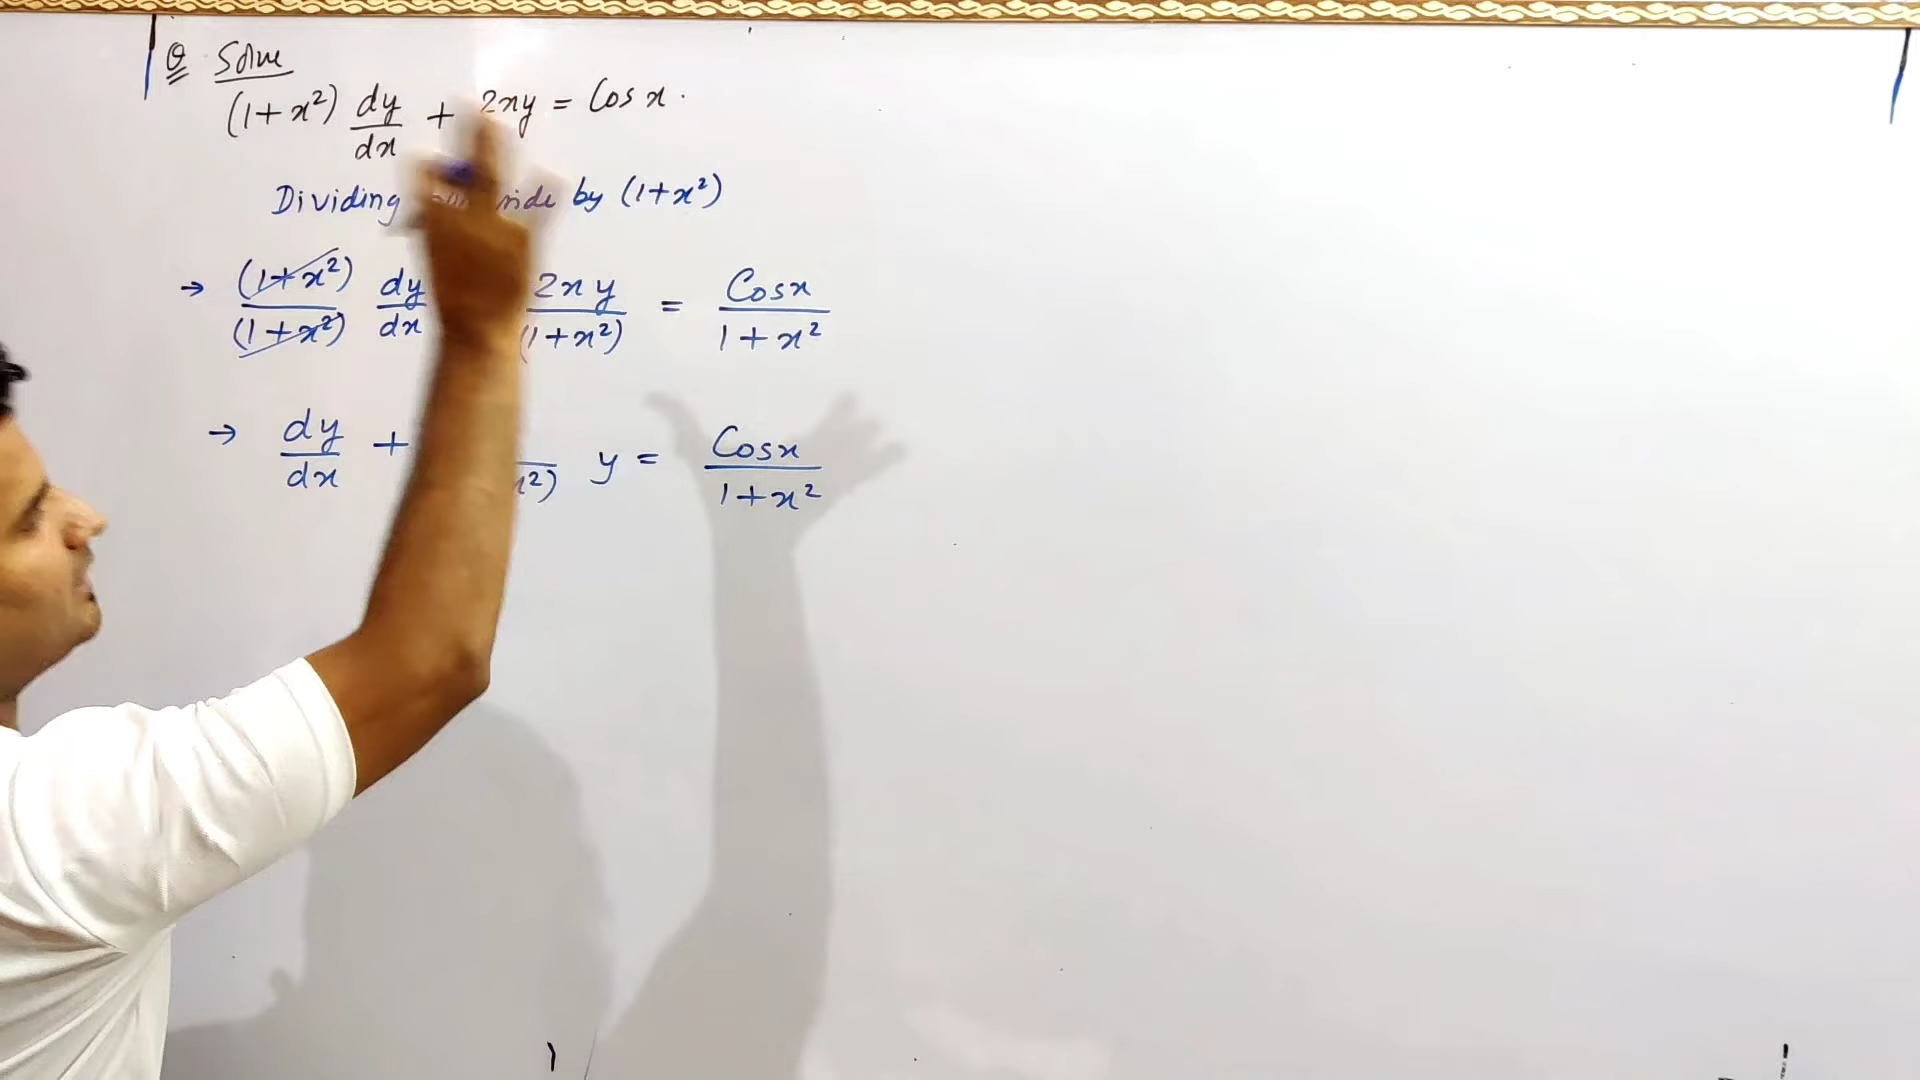 Q. Solve
(1+x²) dy/dx + 2xy = Cos x.
Dividing side by (1+x²)
→ (1+x²)/(1+x²) dy/dx 2xy/(1+x²) = Cosx/1+x²
→ dy/dx + x²) y = Cosx/1+x²